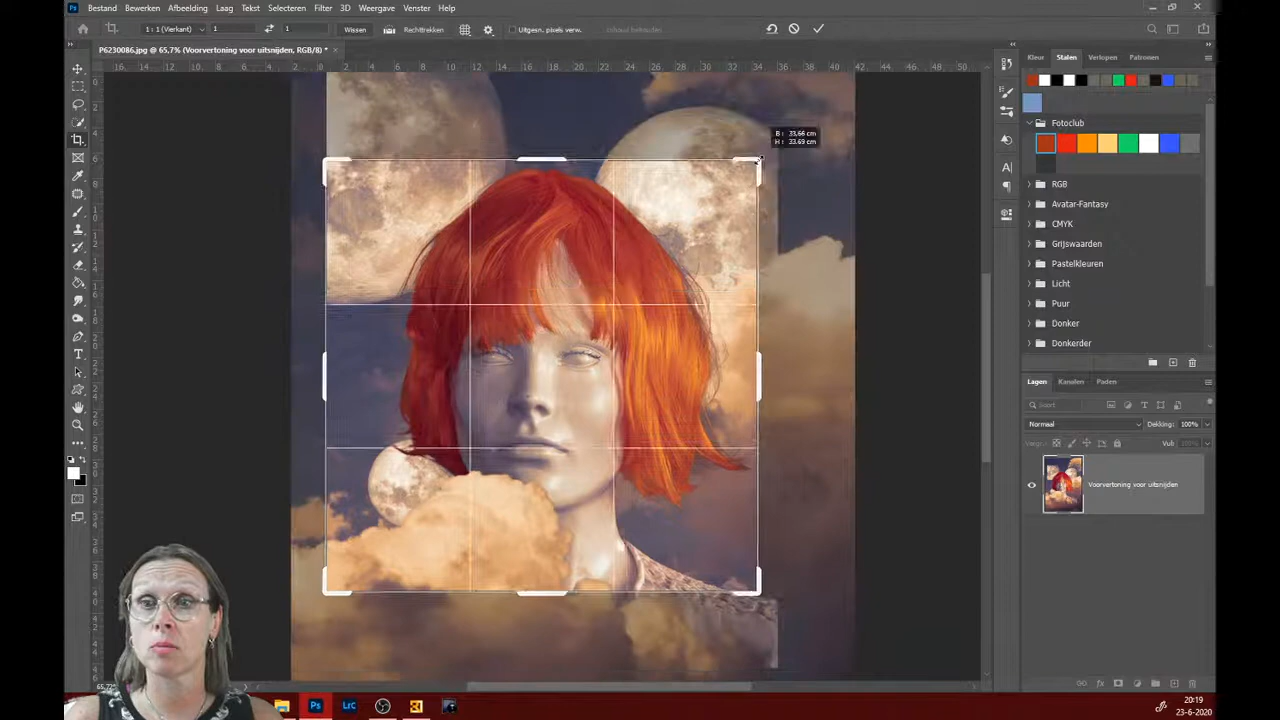 Bestand
Bewerken
Afbeelding
Laag
Tekst
Selecteren
Filter
3D
Weergave
Venster
Help
1 : 1 (Vierkant)
1
1
Wissen
Rechttrekken
Uitgesn. pixels verw.
Inhoud behouden
P6230086.jpg @ 65,7% (Voorvertoning voor uitsnijden, RGB/8) *
B : 33,66 cm
H : 33,69 cm
Kleur
Stalen
Verlopen
Patronen
Fotoclub
RGB
Avatar-Fantasy
CMYK
Grijswaarden
Pastelkleuren
Licht
Puur
Donker
Donkerder
Lagen
Kanalen
Paden
Soort
Normaal
Dekking: 100%
Vergr.:
Vul: 100%
Voorvertoning voor uitsnijden
Ps
LrC
20:19
23-6-2020